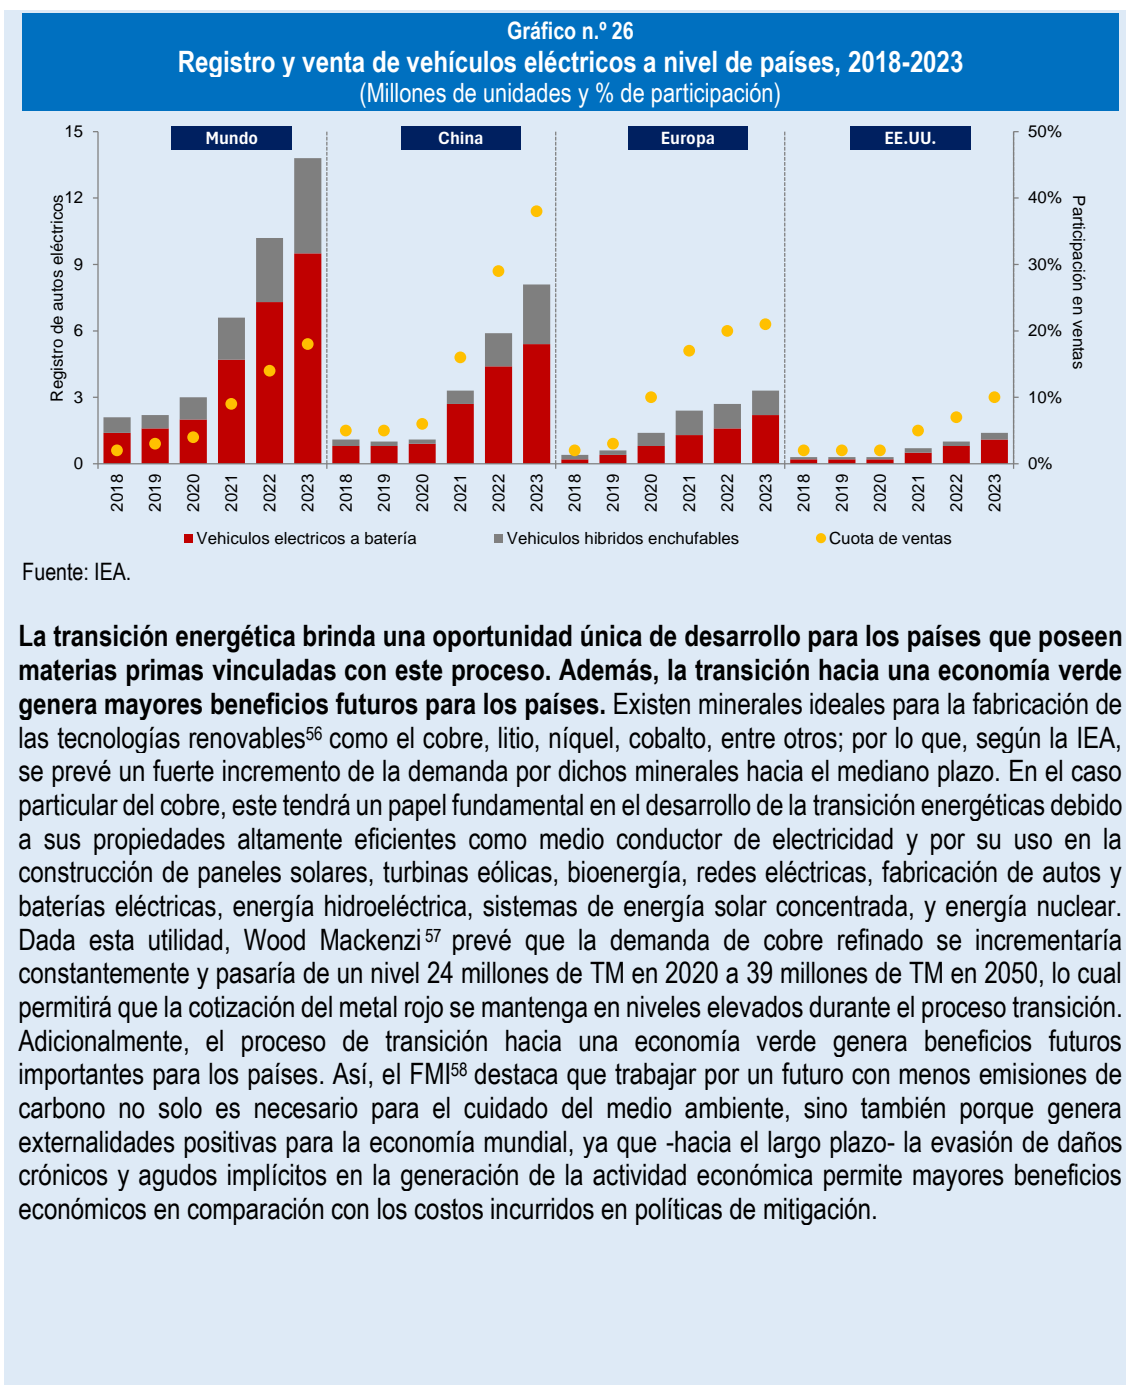 Gráfico n.º 26
Registro y venta de vehículos eléctricos a nivel de países, 2018-2023
(Millones de unidades y % de participación)
Mundo
China
Europa
EE.UU.
Registro de autos eléctricos
15
12
9
6
3
0
50%
40%
30%
20%
10%
0%
Participación en ventas
2018 2019 2020 2021 2022 2023 2018 2019 2020 2021 2022 2023 2018 2019 2020 2021 2022 2023 2018 2019 2020 2021 2022 2023
Vehiculos electricos a batería Vehiculos hibridos enchufables Cuota de ventas
Fuente: IEA.
La transición energética brinda una oportunidad única de desarrollo para los países que poseen
materias primas vinculadas con este proceso. Además, la transición hacia una economía verde
genera mayores beneficios futuros para los países. Existen minerales ideales para la fabricación de
las tecnologías renovables56 como el cobre, litio, níquel, cobalto, entre otros; por lo que, según la IEA,
se prevé un fuerte incremento de la demanda por dichos minerales hacia el mediano plazo. En el caso
particular del cobre, este tendrá un papel fundamental en el desarrollo de la transición energéticas debido
a sus propiedades altamente eficientes como medio conductor de electricidad y por su uso en la
construcción de paneles solares, turbinas eólicas, bioenergía, redes eléctricas, fabricación de autos y
baterías eléctricas, energía hidroeléctrica, sistemas de energía solar concentrada, y energía nuclear.
Dada esta utilidad, Wood Mackenzi57 prevé que la demanda de cobre refinado se incrementaría
constantemente y pasaría de un nivel 24 millones de TM en 2020 a 39 millones de TM en 2050, lo cual
permitirá que la cotización del metal rojo se mantenga en niveles elevados durante el proceso transición.
Adicionalmente, el proceso de transición hacia una economía verde genera beneficios futuros
importantes para los países. Así, el FMI58 destaca que trabajar por un futuro con menos emisiones de
carbono no solo es necesario para el cuidado del medio ambiente, sino también porque genera
externalidades positivas para la economía mundial, ya que -hacia el largo plazo- la evasión de daños
crónicos y agudos implícitos en la generación de la actividad económica permite mayores beneficios
económicos en comparación con los costos incurridos en políticas de mitigación.